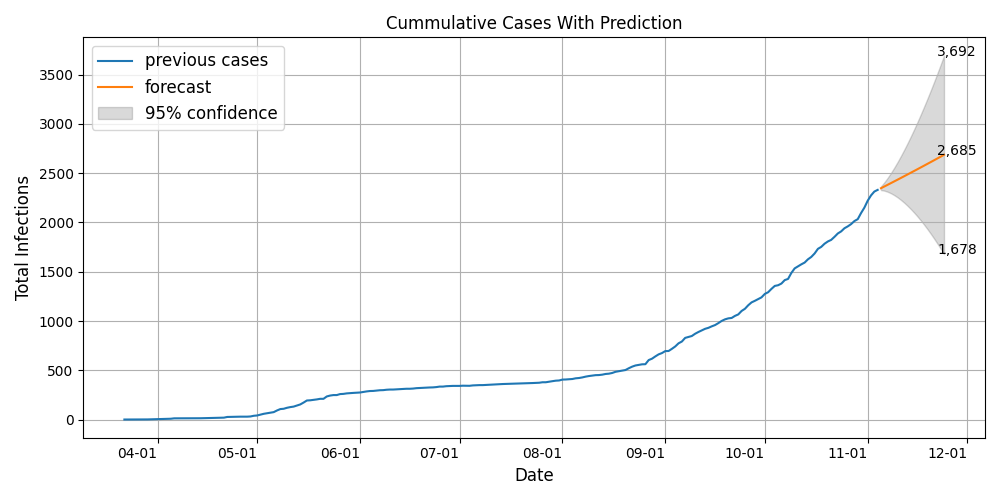 Cummulative Cases With Prediction
previous cases
forecast
95% confidence
3,692
2,685
1,678
Total Infections
3500
3000
2500
2000
1500
1000
500
0
04-01 05-01 06-01 07-01 08-01 09-01 10-01 11-01 12-01
Date